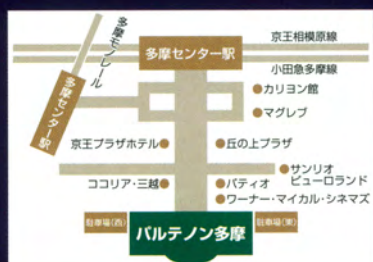 多摩モノレール
多摩センター駅
京王相模原線
小田急多摩線
多摩センター駅
カリヨン館
マグレブ
京王プラザホテル
丘の上プラザ
サンリオ
ピューロランド
ココリア・三越
パティオ
ワーナー・マイカル・シネマズ
駐車場(西)
パルテノン多摩
駐車場(東)